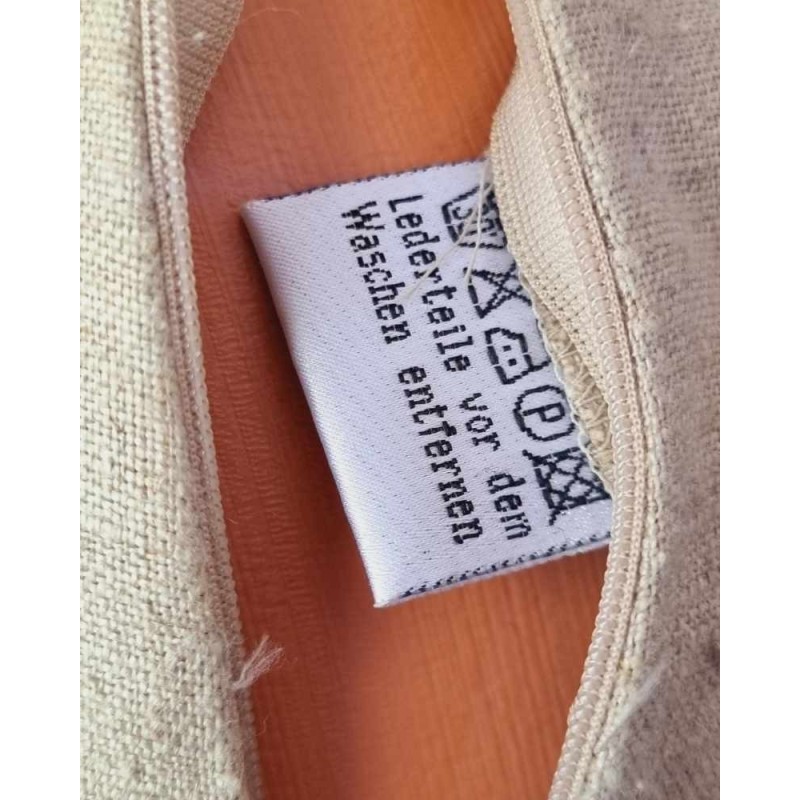 Lederteile vor dem
Waschen entfernen